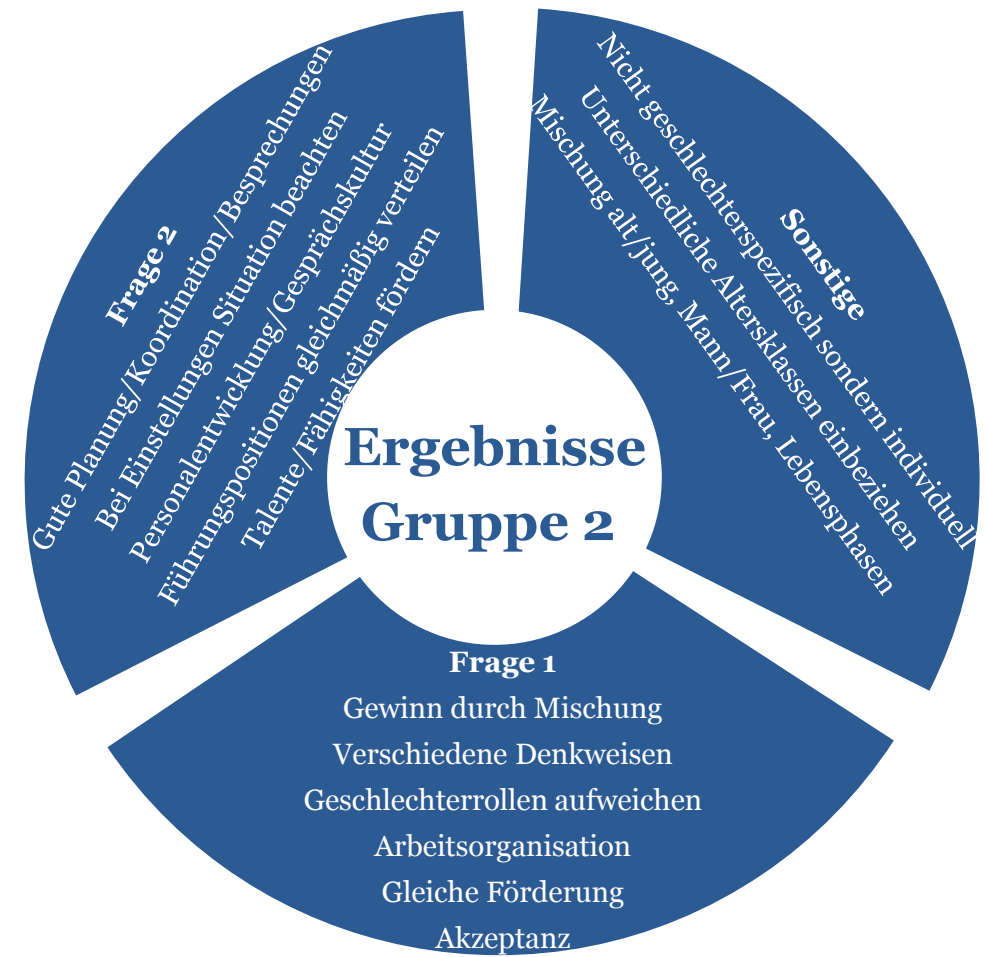 Ergebnisse
Gruppe 2
Frage 1
Gewinn durch Mischung
Verschiedene Denkweisen
Geschlechterrollen aufweichen
Arbeitsorganisation
Gleiche Förderung
Akzeptanz
Frage 2
Gute Planung/Koordination/Besprechungen
Bei Einstellungen Situation beachten
Personalentwicklung/Gesprächskultur
Führungspositionen gleichmäßig verteilen
Talente/Fähigkeiten fördern
Sonstige
Nicht geschlechterspezifisch sondern individuell
Unterschiedliche Altersklassen einbeziehen
Mischung alt/jung, Mann/Frau, Lebensphasen